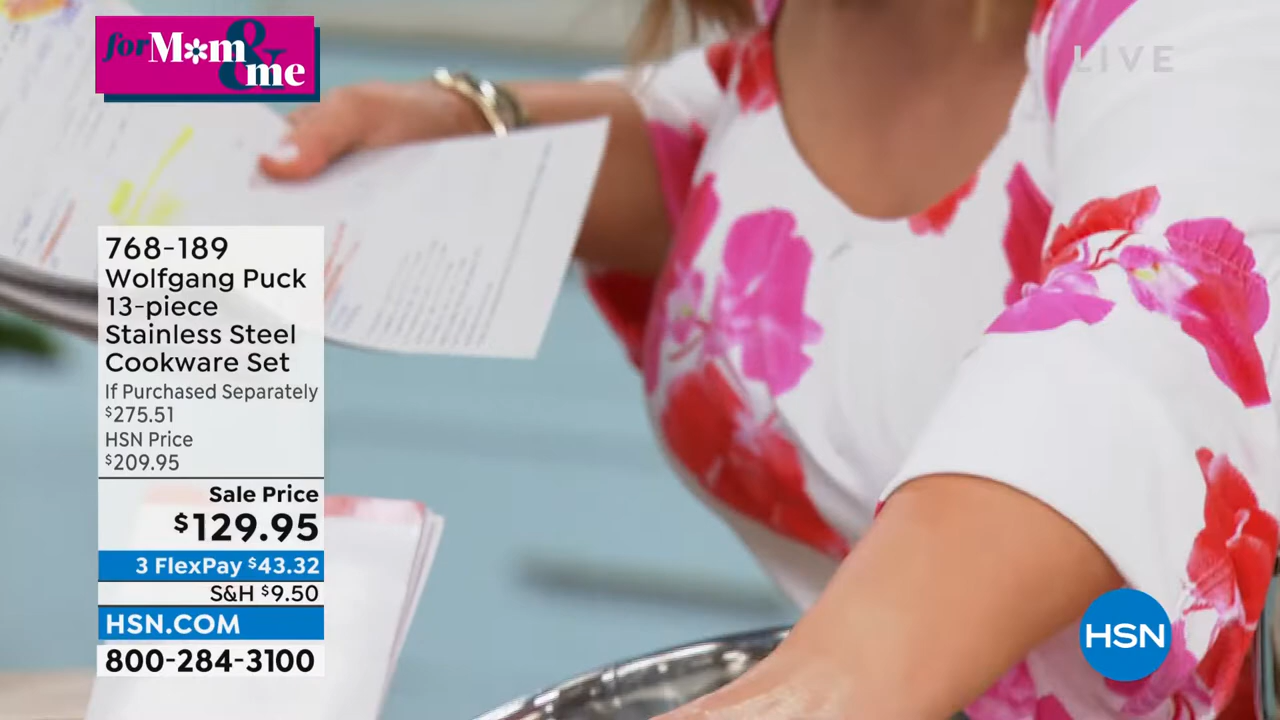 for Mom
& me
LIVE
768-189
Wolfgang Puck
13-piece
Stainless Steel
Cookware Set
If Purchased Separately
$275.51
HSN Price
$209.95
Sale Price
$129.95
3 FlexPay $43.32
S&H $9.50
HSN.COM
800-284-3100
HSN